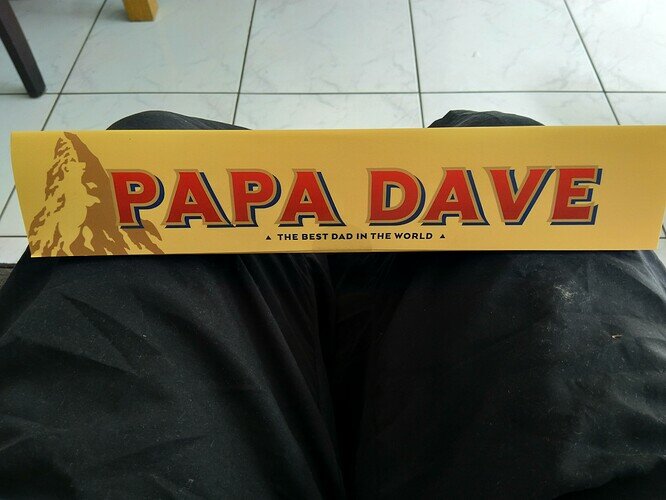 PAPA DAVE
▲ THE BEST DAD IN THE WORLD ▲